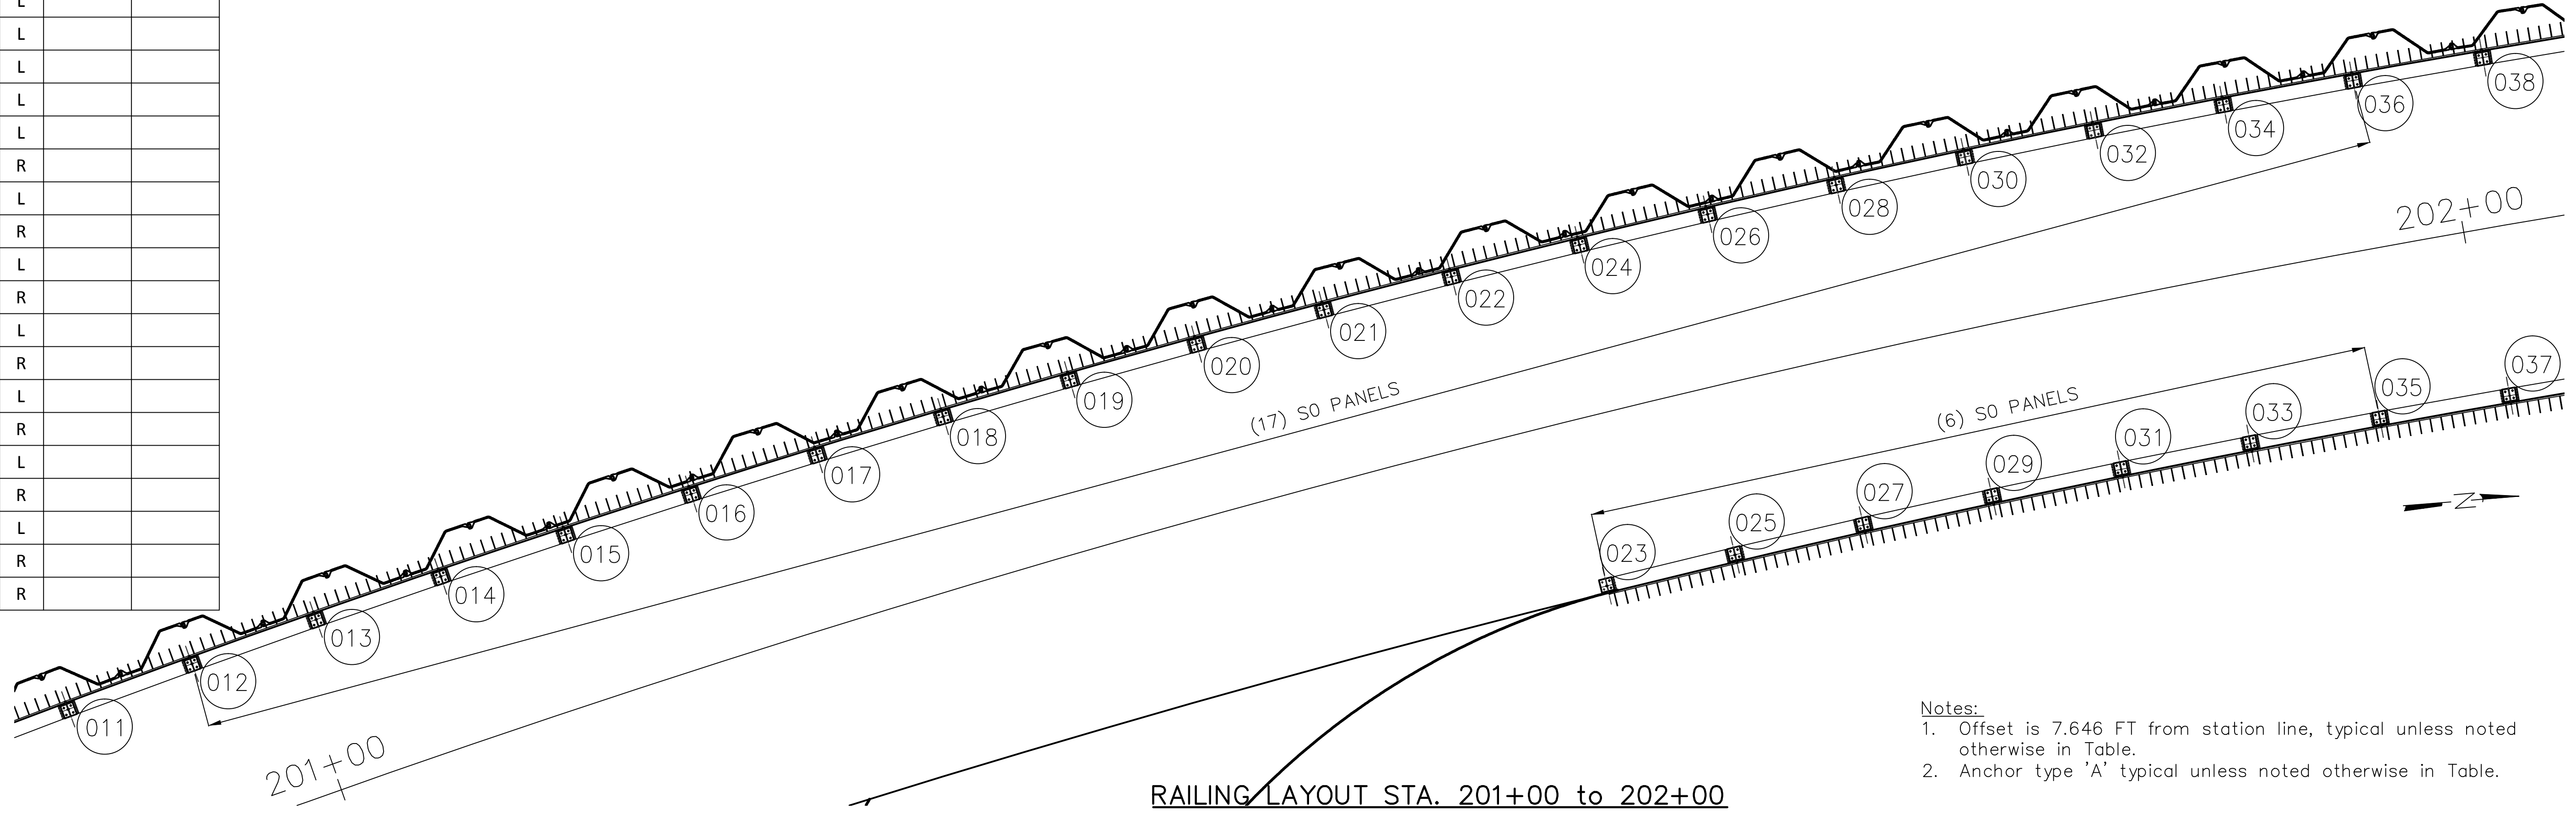 L
L
L
L
L
R
L
R
L
R
L
R
L
R
L
R
L
R
R
011
012
013
014
015
016
017
018
019
020
021
022
024
026
028
030
032
034
036
038
202+00
(17) SO PANELS
(6) SO PANELS
023
025
027
029
031
033
035
037
N
201+00
RAILING LAYOUT STA. 201+00 to 202+00
Notes:
1. Offset is 7.646 FT from station line, typical unless noted
otherwise in Table.
2. Anchor type 'A' typical unless noted otherwise in Table.